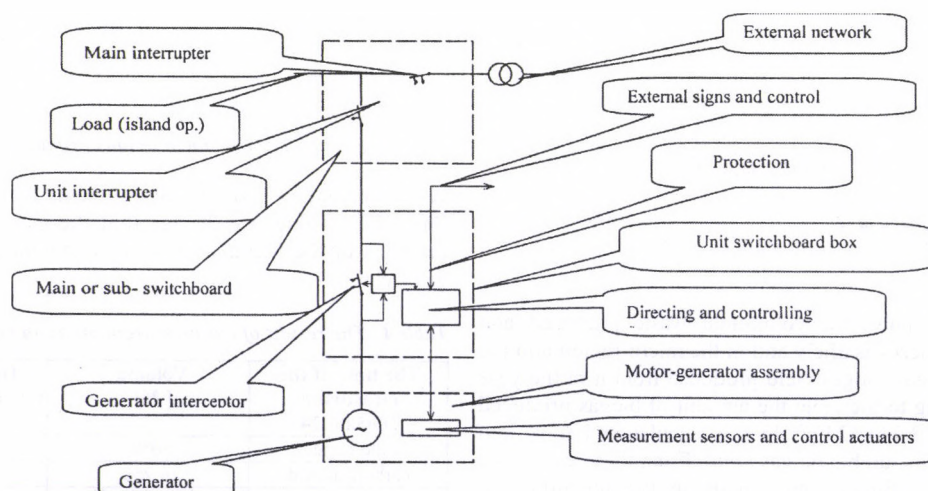 Main interrupter
External network
External signs and control
Load (island op.)
Protection
Unit interrupter
Unit switchboard box
Main or sub- switchboard
Directing and controlling
Motor-generator assembly
Generator interceptor
Measurement sensors and control actuators
~
Generator